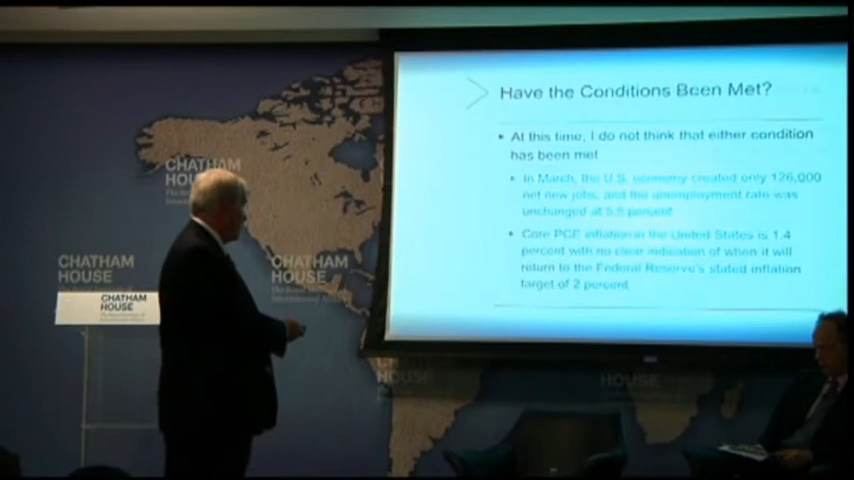 Have the Conditions Been Met?
• At this time, I do not think that either condition
has been met
• In March, the U.S. economy created only 126,000
net new jobs, and the unemployment rate was
unchanged at 5.5 percent
• Core PCE inflation in the United States is 1.4
percent with no clear indication of when it will
return to the Federal Reserve's stated inflation
target of 2 percent
CHATHAM
HOUSE
CHATHAM
HOUSE
CHATHAM
HOUSE
CHATHAM
HOUSE
HOUSE
HOUSE